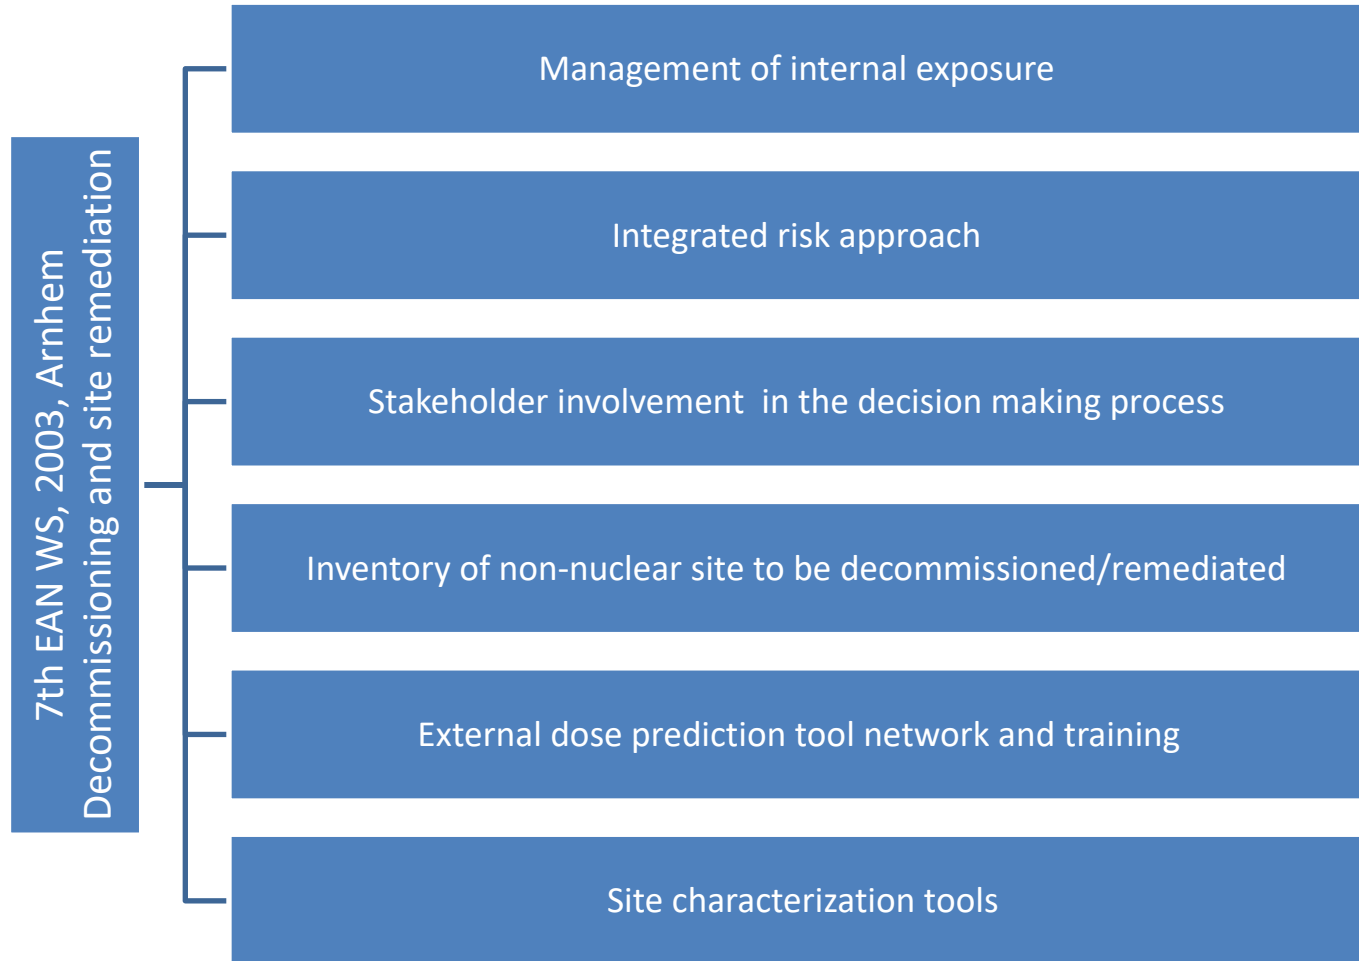 7th EAN WS, 2003, Arnhem
Decommissioning and site remediation
Management of internal exposure
Integrated risk approach
Stakeholder involvement  in the decision making process
Inventory of non-nuclear site to be decommissioned/remediated
External dose prediction tool network and training
Site characterization tools